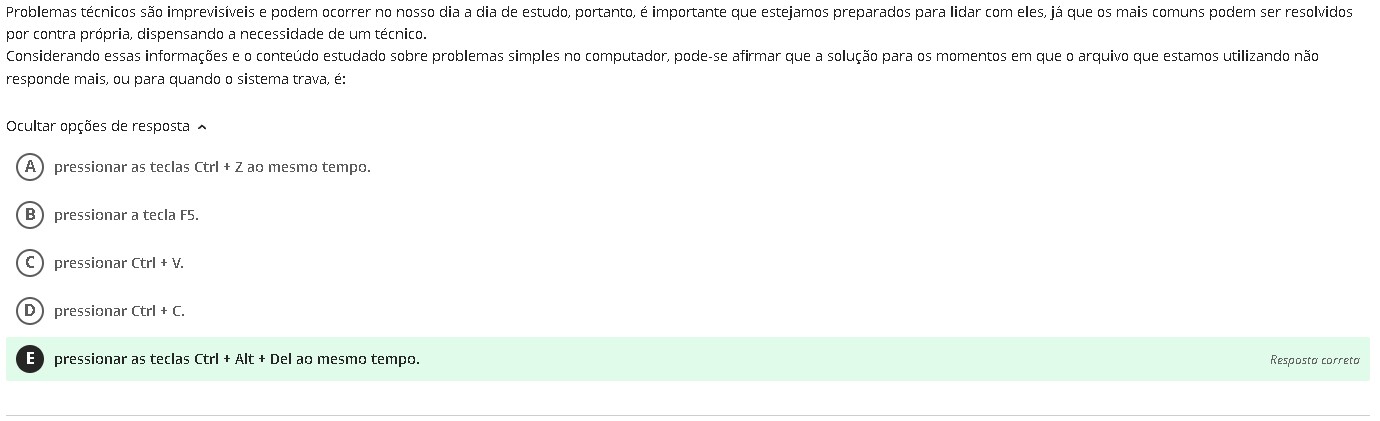 Problemas técnicos são imprevisíveis e podem ocorrer no nosso dia a dia de estudo, portanto, é importante que estejamos preparados para lidar com eles, já que os mais comuns podem ser resolvidos
por contra própria, dispensando a necessidade de um técnico.
Considerando essas informações e o conteúdo estudado sobre problemas simples no computador, pode-se afirmar que a solução para os momentos em que o arquivo que estamos utilizando não
responde mais, ou para quando o sistema trava, é:
Ocultar opções de resposta
A pressionar as teclas Ctrl + Z ao mesmo tempo.
B pressionar a tecla F5.
C pressionar Ctrl + V.
D pressionar Ctrl + C.
E pressionar as teclas Ctrl + Alt + Del ao mesmo tempo. Resposta correta